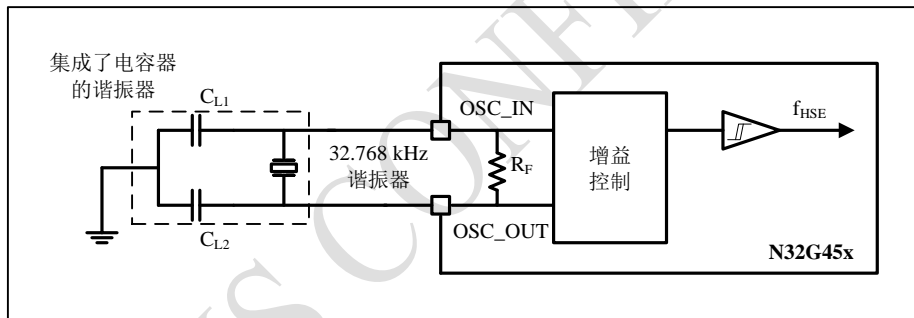 集成了电容器
的谐振器
C_L1
OSC_IN
f_HSE
32.768 kHz
谐振器
R_F
增益
控制
OSC_OUT
C_L2
N32G45x